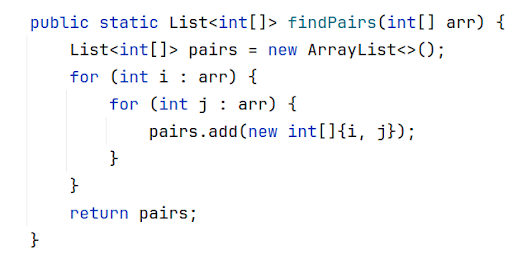 public static List<int[]> findPairs(int[] arr) {
    List<int[]> pairs = new ArrayList<>();
    for (int i : arr) {
        for (int j : arr) {
            pairs.add(new int[]{i, j});
        }
    }
    return pairs;
}